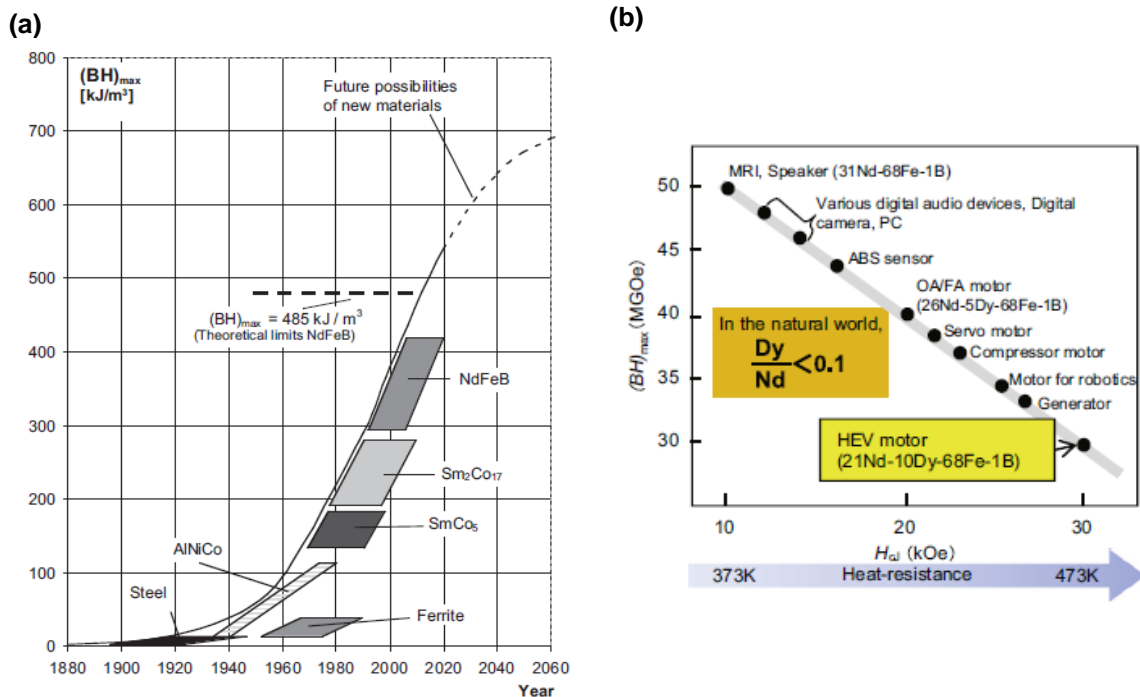 (a)
(BH)max
[kJ/m³]
800
700
600
500
400
300
200
100
0
Future possibilities
of new materials
(BH)max = 485 kJ / m³
(Theoretical limits NdFeB)
NdFeB
Sm₂Co₁₇
SmCo₅
AlNiCo
Steel
Ferrite
1880 1900 1920 1940 1960 1980 2000 2020 2040 2060
Year
(b)
(BH)max (MGOe)
50
45
40
35
30
MRI, Speaker (31Nd-68Fe-1B)
Various digital audio devices, Digital
camera, PC
ABS sensor
OA/FA motor
(26Nd-5Dy-68Fe-1B)
Servo motor
Compressor motor
Motor for robotics
Generator
In the natural world,
Dy
Nd
<0.1
HEV motor
(21Nd-10Dy-68Fe-1B)
10 20 30
HcJ (kOe)
373K Heat-resistance 473K